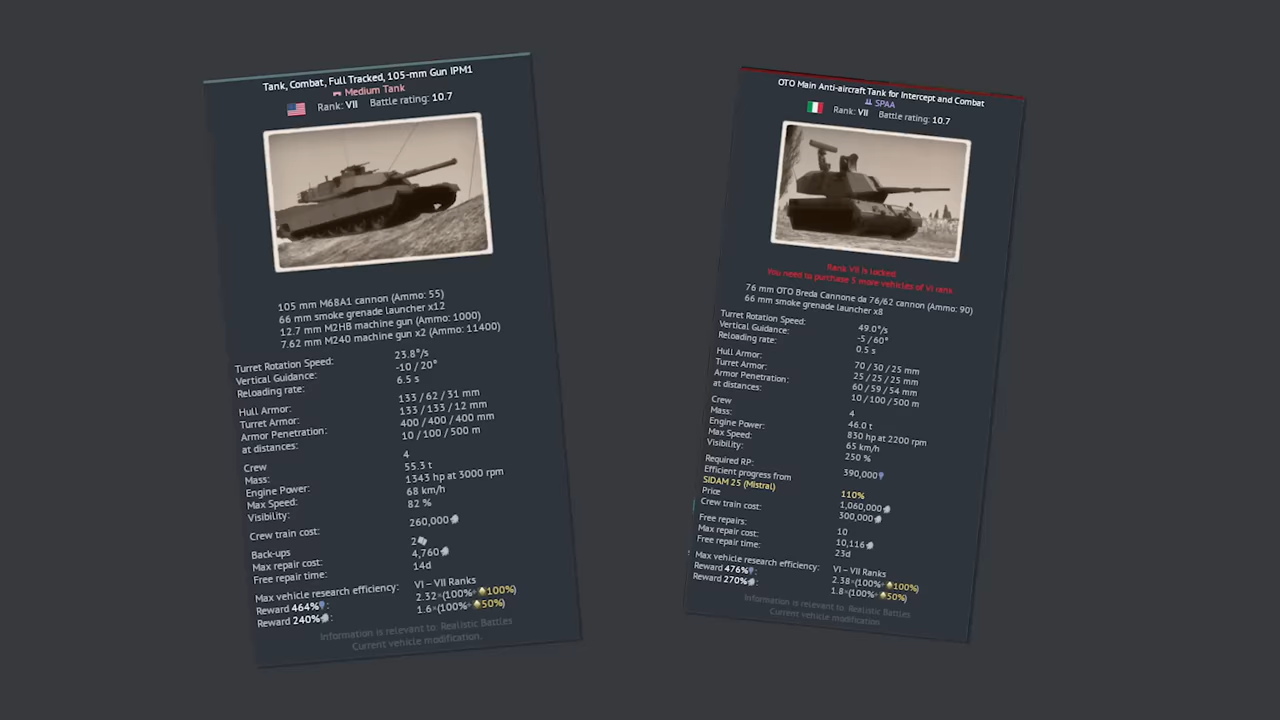 Tank, Combat, Full Tracked, 105-mm Gun IPM1
Medium Tank
Rank: VII Battle rating: 10.7
105 mm M68A1 cannon (Ammo: 55)
66 mm smoke grenade launcher x12
12.7 mm M2HB machine gun (Ammo: 1000)
7.62 mm M240 machine gun x2 (Ammo: 11400)
Turret Rotation Speed: 23.8°/s
Vertical Guidance: -10 / 20°
Reloading rate: 6.5 s
Hull Armor: 133 / 62 / 31 mm
Turret Armor: 133 / 133 / 12 mm
Armor Penetration: 400 / 400 / 400 mm
at distances: 10 / 100 / 500 m
Crew 4
Mass: 55.3 t
Engine Power: 1343 hp at 3000 rpm
Max Speed: 68 km/h
Visibility: 82 %
Crew train cost: 260,000
Back-ups 2
Max repair cost: 4,760
Free repair time: 14d
Max vehicle research efficiency: VI – VII Ranks
Reward 464%: 2.32×(100%+100%)
Reward 240%: 1.6×(100%+50%)
Information is relevant to Realistic Battles
Current vehicle modification.
OTO Main Anti-aircraft Tank for Intercept and Combat
SPAA
Rank: VII Battle rating: 10.7
Rank VII is locked
You need to purchase 5 more vehicles of VI rank
76 mm OTO Breda Cannone da 76/62 cannon (Ammo: 90)
66 mm smoke grenade launcher x8
Turret Rotation Speed: 49.0°/s
Vertical Guidance: -5 / 60°
Reloading rate: 0.5 s
Hull Armor: 70 / 30 / 25 mm
Turret Armor: 25 / 25 / 25 mm
Armor Penetration: 60 / 59 / 54 mm
at distances: 10 / 100 / 500 m
Crew 4
Mass: 46.0 t
Engine Power: 830 hp at 2200 rpm
Max Speed: 65 km/h
Visibility: 250 %
Required RP: 390,000
Efficient progress from
SIDAM 25 (Mistral) 110%
Price 1,060,000
Crew train cost: 300,000
Free repairs: 10
Max repair cost: 10,116
Free repair time: 23d
Max vehicle research efficiency: VI – VII Ranks
Reward 476%: 2.38×(100%+100%)
Reward 270%: 1.8×(100%+50%)
Information is relevant to Realistic Battles
Current vehicle modification